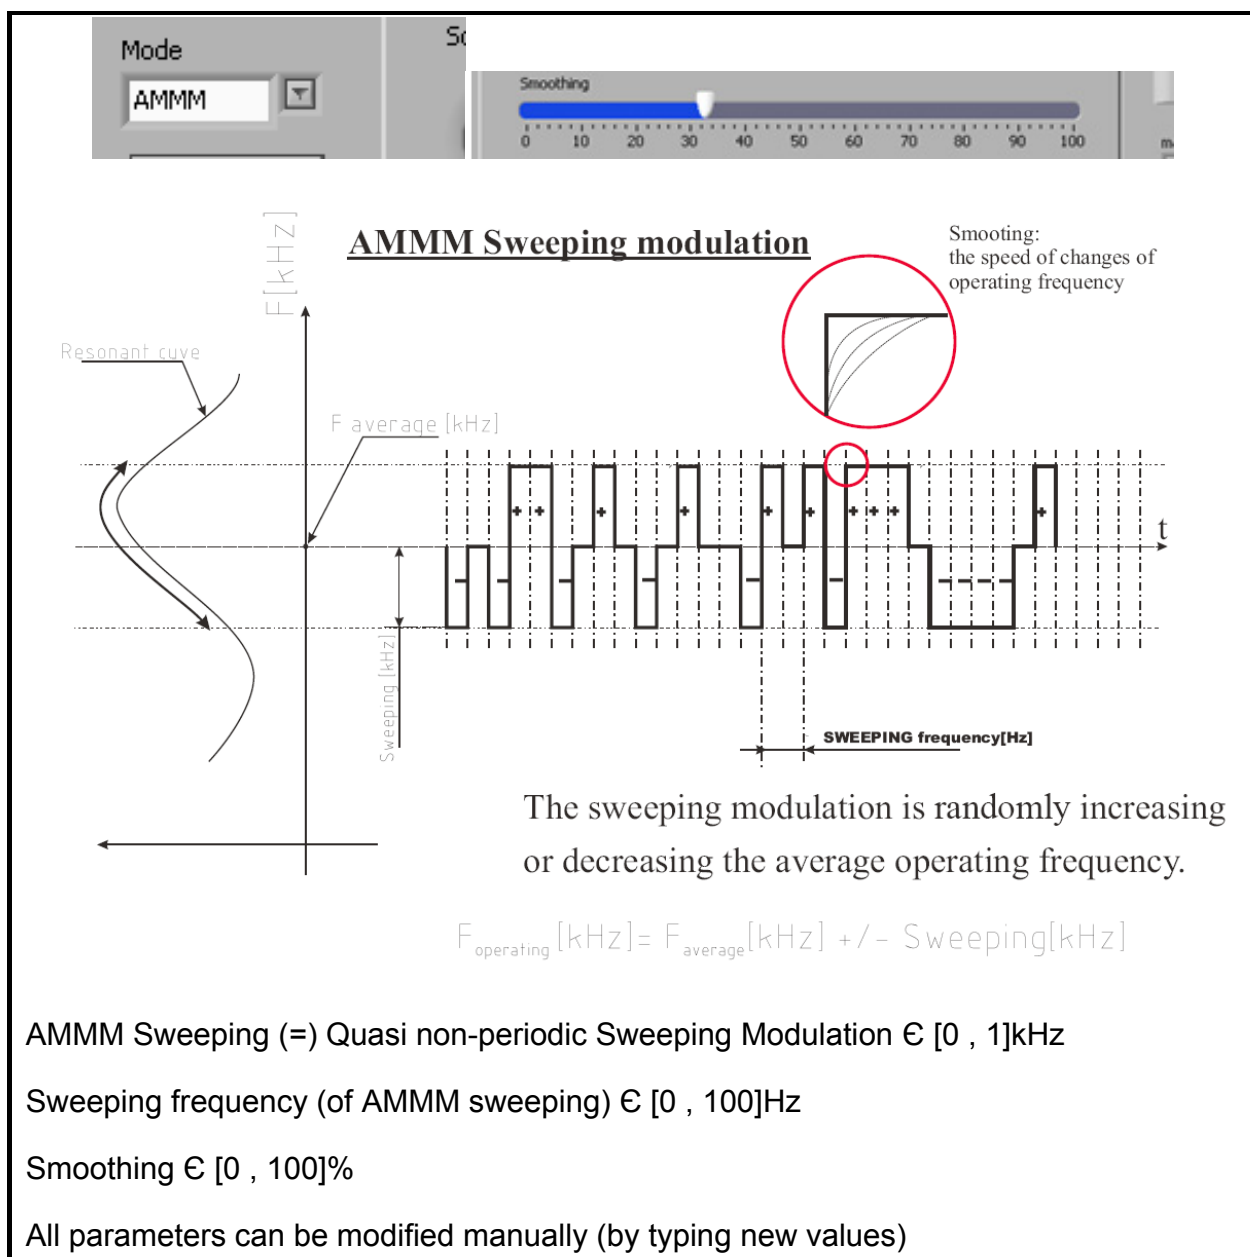 Mode
AMMM
Smoothing
0 10 20 30 40 50 60 70 80 90 100
AMMM Sweeping modulation
Smooting:
the speed of changes of
operating frequency
F[kHz]
Resonant cuve
F average [kHz]
+ + + + + + + + + +
t
− − − − − − − − − −
Sweeping [kHz]
SWEEPING frequency[Hz]
The sweeping modulation is randomly increasing
or decreasing the average operating frequency.
Foperating [kHz]= Faverage[kHz] +/- Sweeping[kHz]
AMMM Sweeping (=) Quasi non-periodic Sweeping Modulation Є [0 , 1]kHz
Sweeping frequency (of AMMM sweeping) Є [0 , 100]Hz
Smoothing Є [0 , 100]%
All parameters can be modified manually (by typing new values)